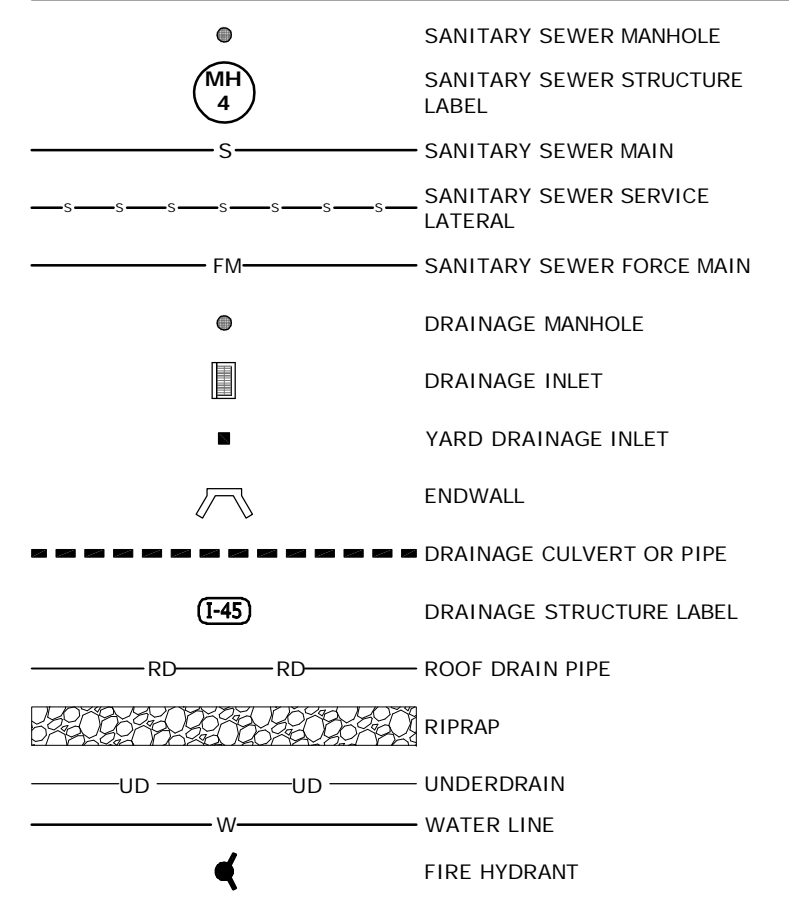 SANITARY SEWER MANHOLE
MH
4
SANITARY SEWER STRUCTURE
LABEL
S SANITARY SEWER MAIN
S S S S S S S SANITARY SEWER SERVICE
LATERAL
FM SANITARY SEWER FORCE MAIN
DRAINAGE MANHOLE
DRAINAGE INLET
YARD DRAINAGE INLET
ENDWALL
DRAINAGE CULVERT OR PIPE
I-45 DRAINAGE STRUCTURE LABEL
RD RD ROOF DRAIN PIPE
RIPRAP
UD UD UNDERDRAIN
W WATER LINE
FIRE HYDRANT